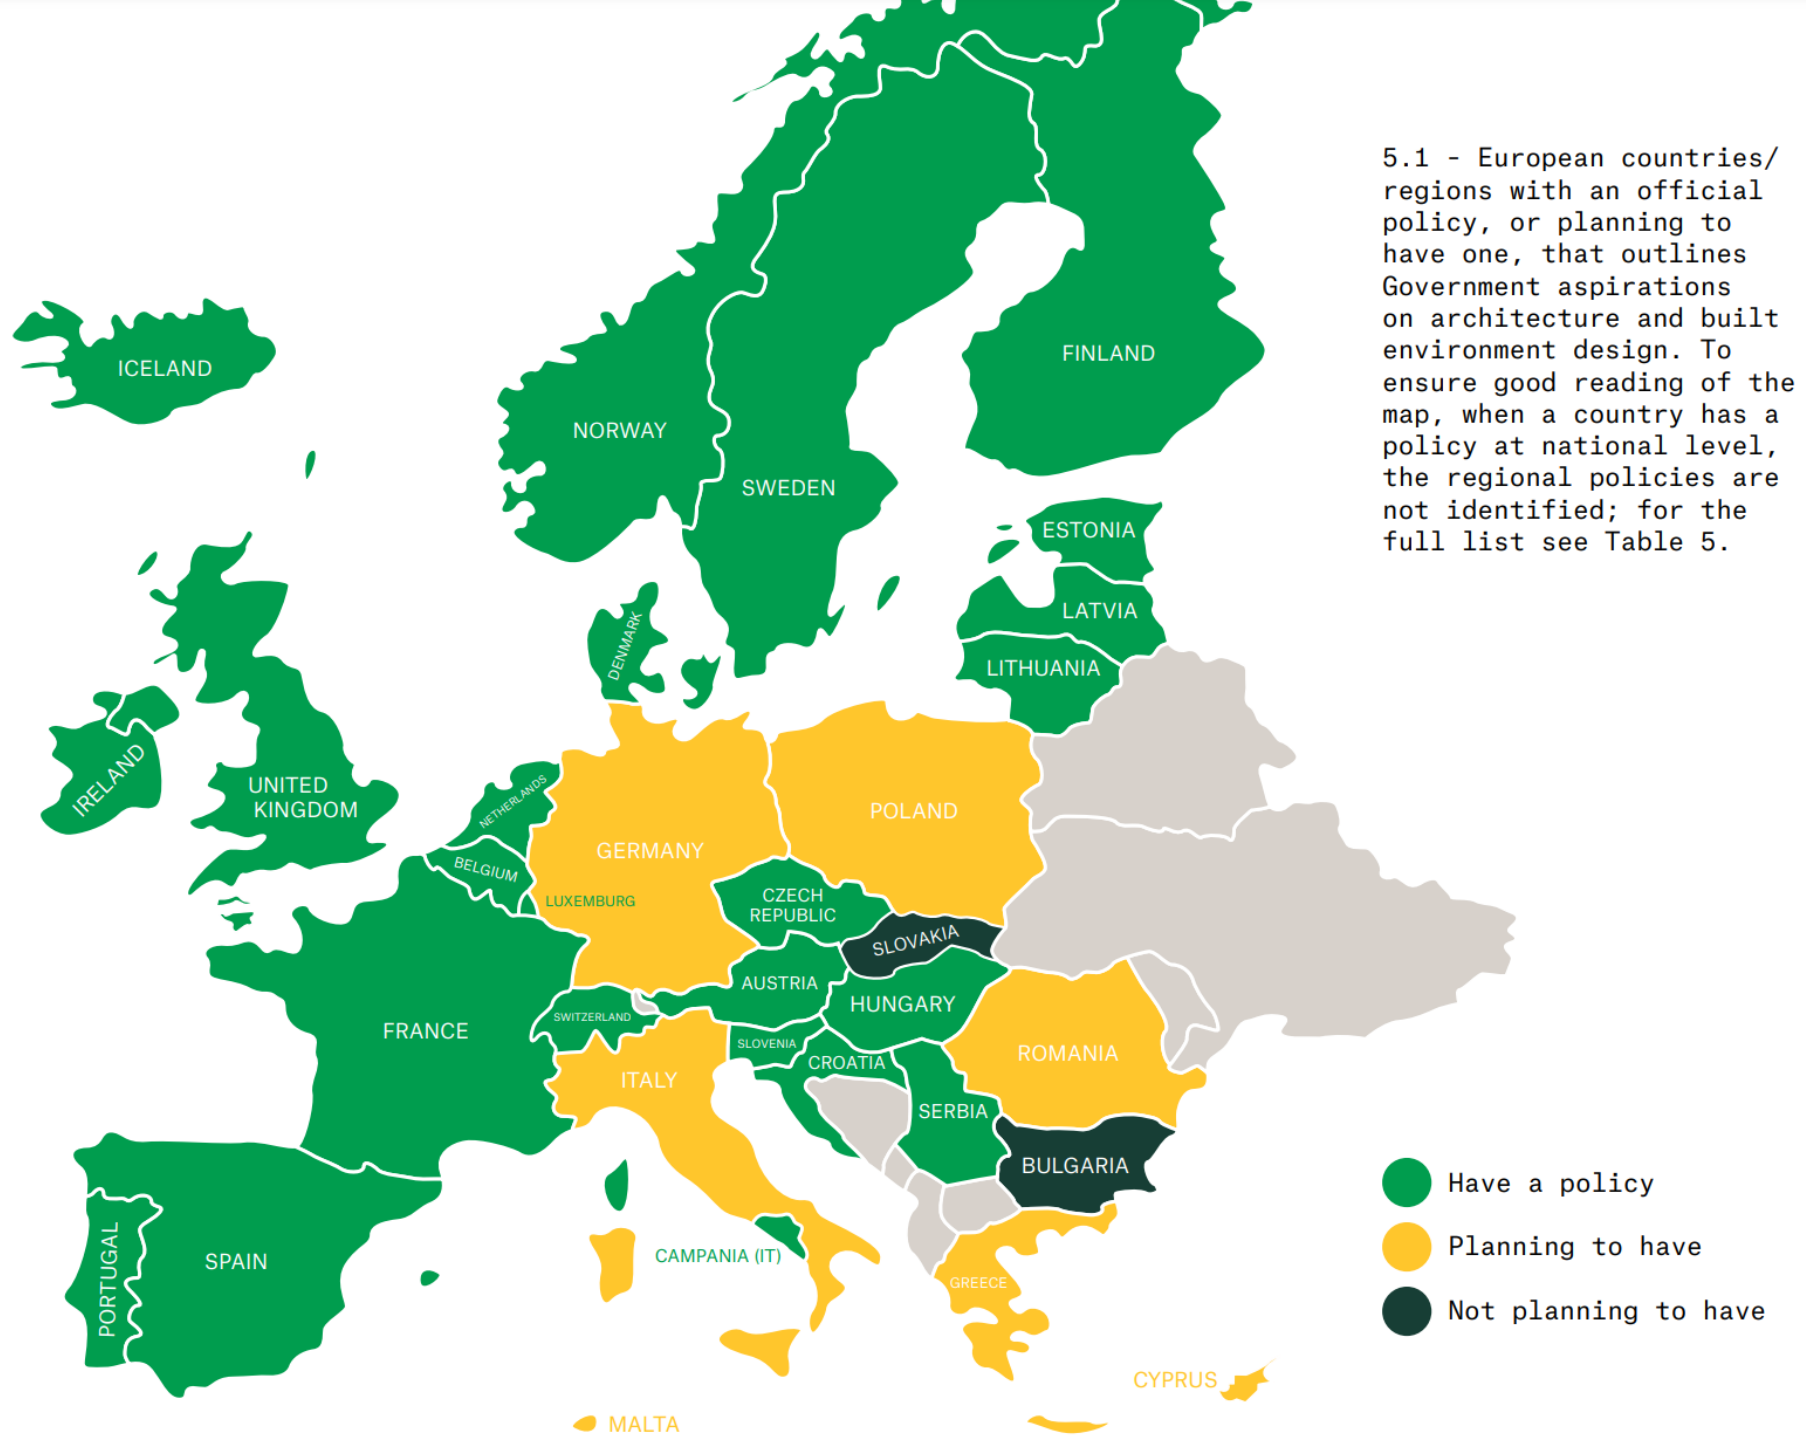 5.1 - European countries/
regions with an official
policy, or planning to
have one, that outlines
Government aspirations
on architecture and built
environment design. To
ensure good reading of the
map, when a country has a
policy at national level,
the regional policies are
not identified; for the
full list see Table 5.
ICELAND
FINLAND
NORWAY
SWEDEN
ESTONIA
LATVIA
DENMARK
LITHUANIA
IRELAND
UNITED
KINGDOM
NETHERLANDS
POLAND
GERMANY
BELGIUM
LUXEMBURG
CZECH
REPUBLIC
SLOVAKIA
AUSTRIA
HUNGARY
SWITZERLAND
FRANCE
SLOVENIA
ROMANIA
CROATIA
ITALY
SERBIA
BULGARIA
PORTUGAL
SPAIN
CAMPANIA (IT)
GREECE
CYPRUS
MALTA
Have a policy
Planning to have
Not planning to have